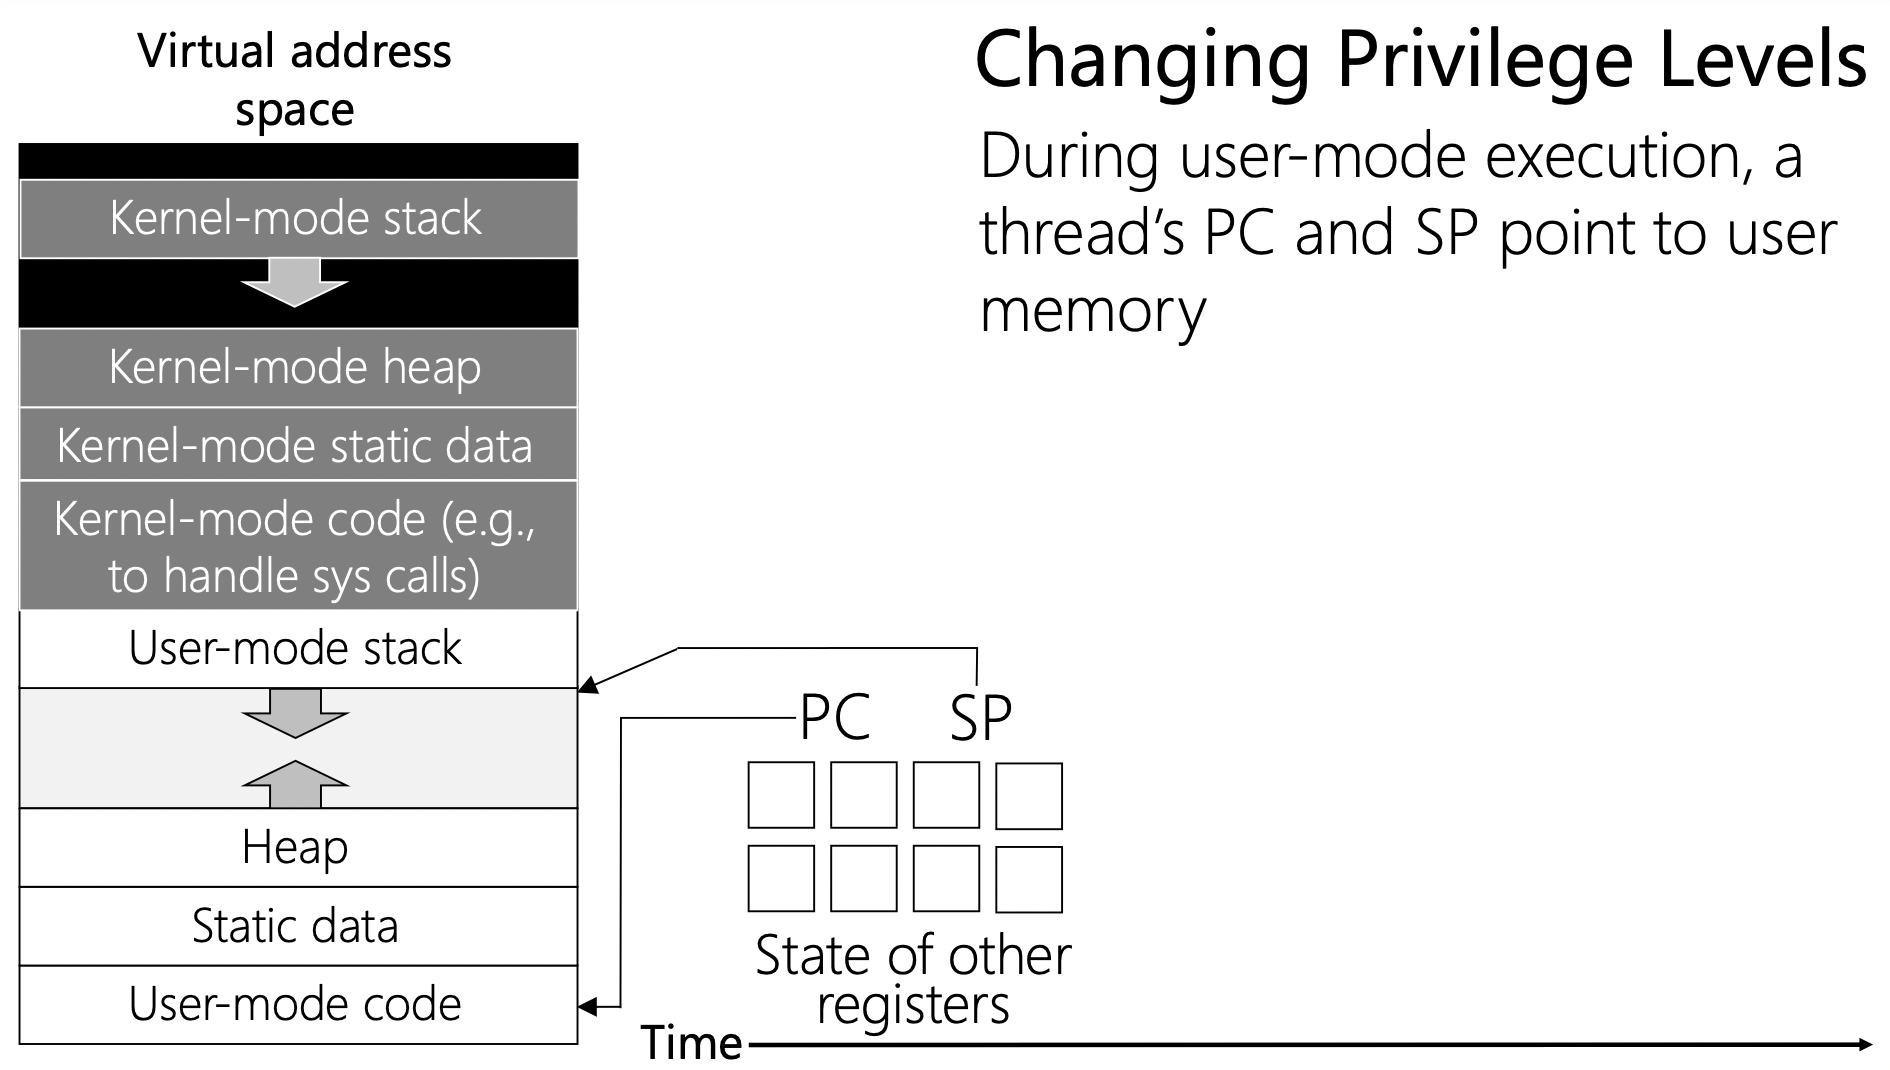 Virtual address
space
Changing Privilege Levels
During user-mode execution, a
thread’s PC and SP point to user
memory
Kernel-mode stack
Kernel-mode heap
Kernel-mode static data
Kernel-mode code (e.g.,
to handle sys calls)
User-mode stack
Heap
Static data
User-mode code
PC SP
State of other
registers
Time